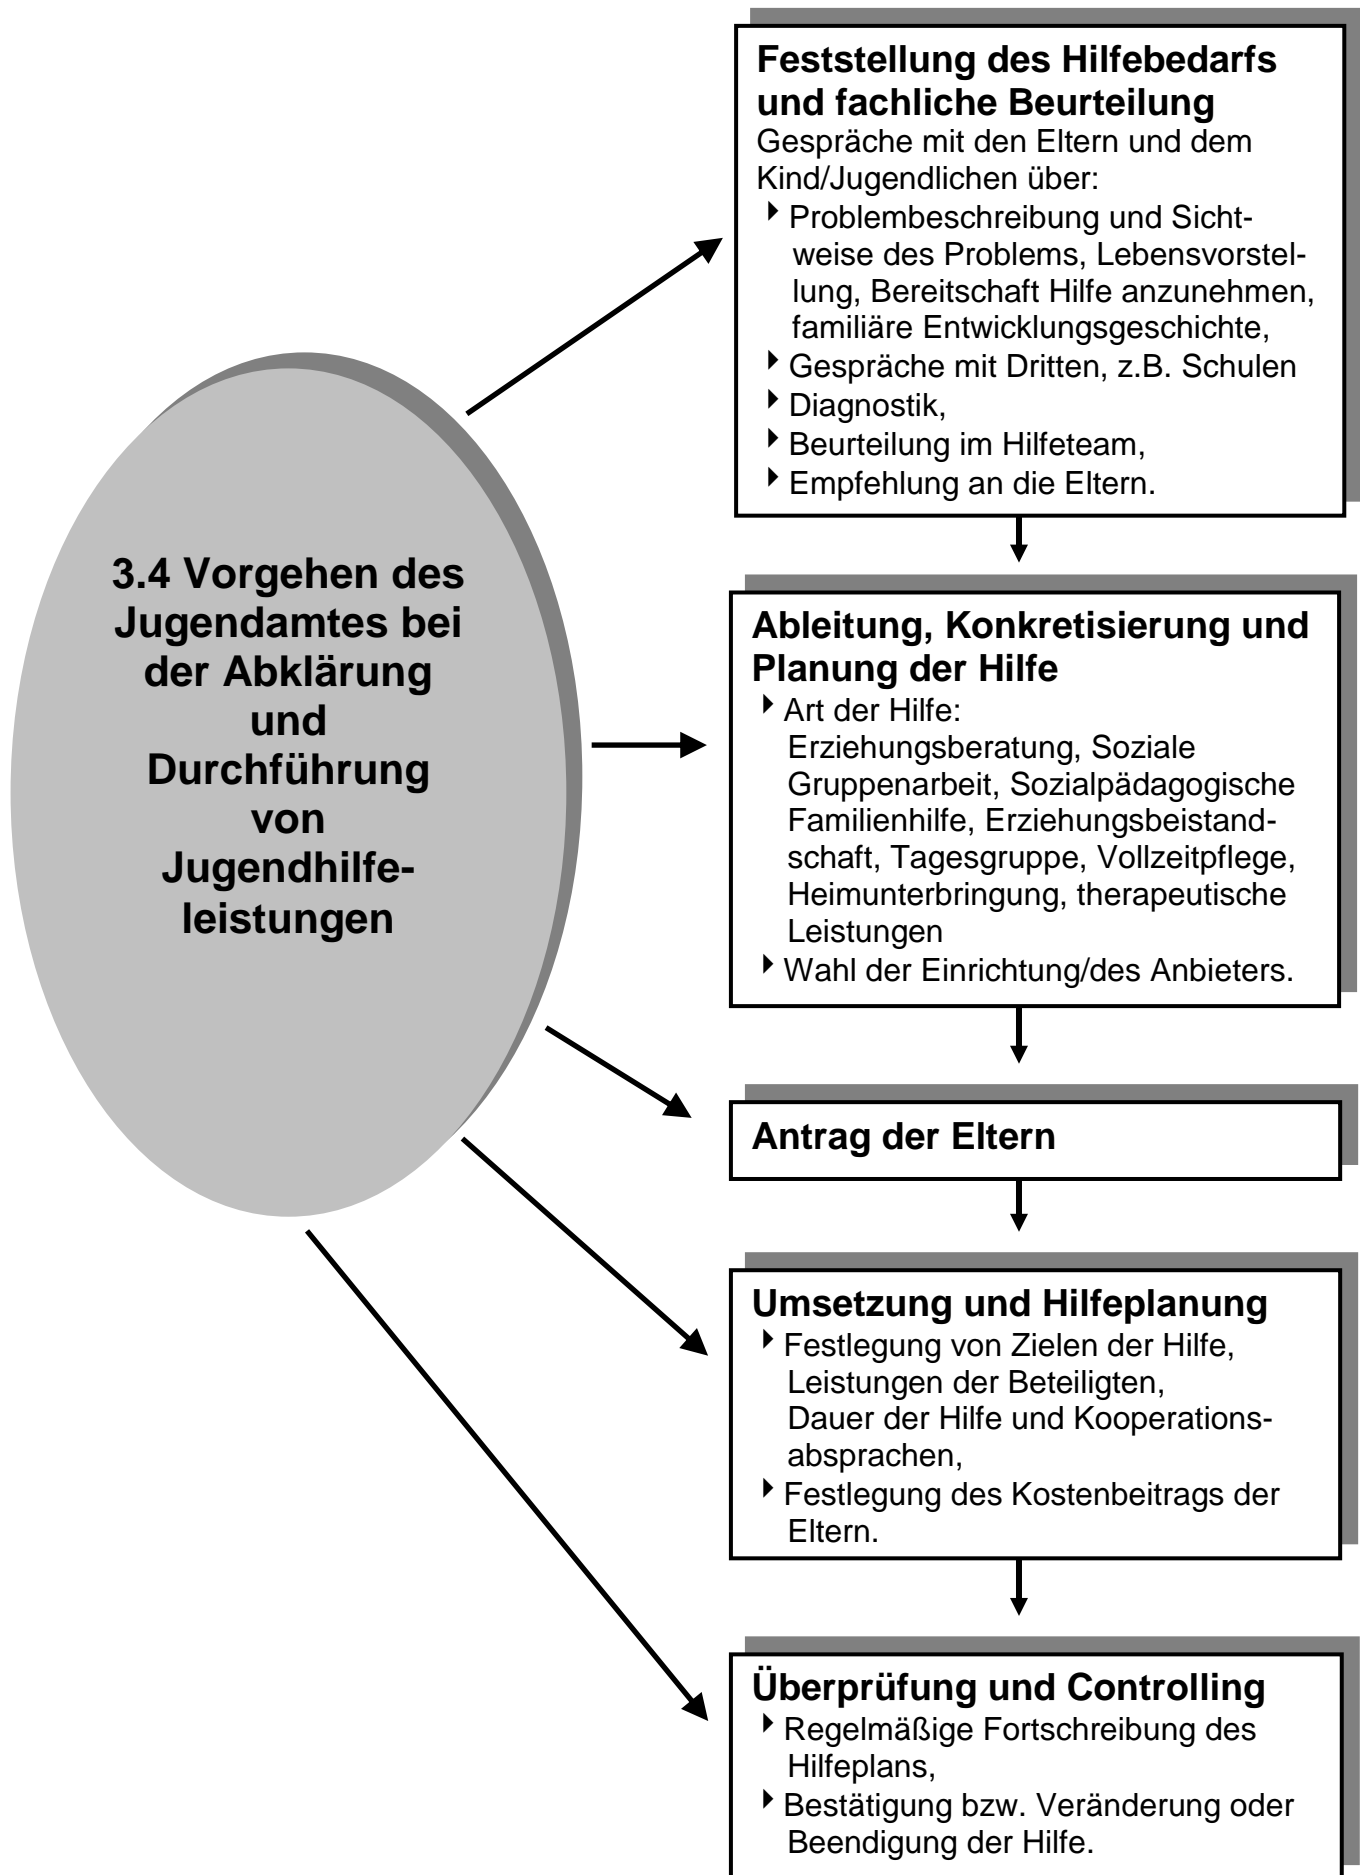 3.4 Vorgehen des
Jugendamtes bei
der Abklärung
und
Durchführung
von
Jugendhilfe-
leistungen
Feststellung des Hilfebedarfs
und fachliche Beurteilung
Gespräche mit den Eltern und dem
Kind/Jugendlichen über:
Problembeschreibung und Sicht-
weise des Problems, Lebensvorstel-
lung, Bereitschaft Hilfe anzunehmen,
familiäre Entwicklungsgeschichte,
Gespräche mit Dritten, z.B. Schulen
Diagnostik,
Beurteilung im Hilfeteam,
Empfehlung an die Eltern.
Ableitung, Konkretisierung und
Planung der Hilfe
Art der Hilfe:
Erziehungsberatung, Soziale
Gruppenarbeit, Sozialpädagogische
Familienhilfe, Erziehungsbeistand-
schaft, Tagesgruppe, Vollzeitpflege,
Heimunterbringung, therapeutische
Leistungen
Wahl der Einrichtung/des Anbieters.
Antrag der Eltern
Umsetzung und Hilfeplanung
Festlegung von Zielen der Hilfe,
Leistungen der Beteiligten,
Dauer der Hilfe und Kooperations-
absprachen,
Festlegung des Kostenbeitrags der
Eltern.
Überprüfung und Controlling
Regelmäßige Fortschreibung des
Hilfeplans,
Bestätigung bzw. Veränderung oder
Beendigung der Hilfe.